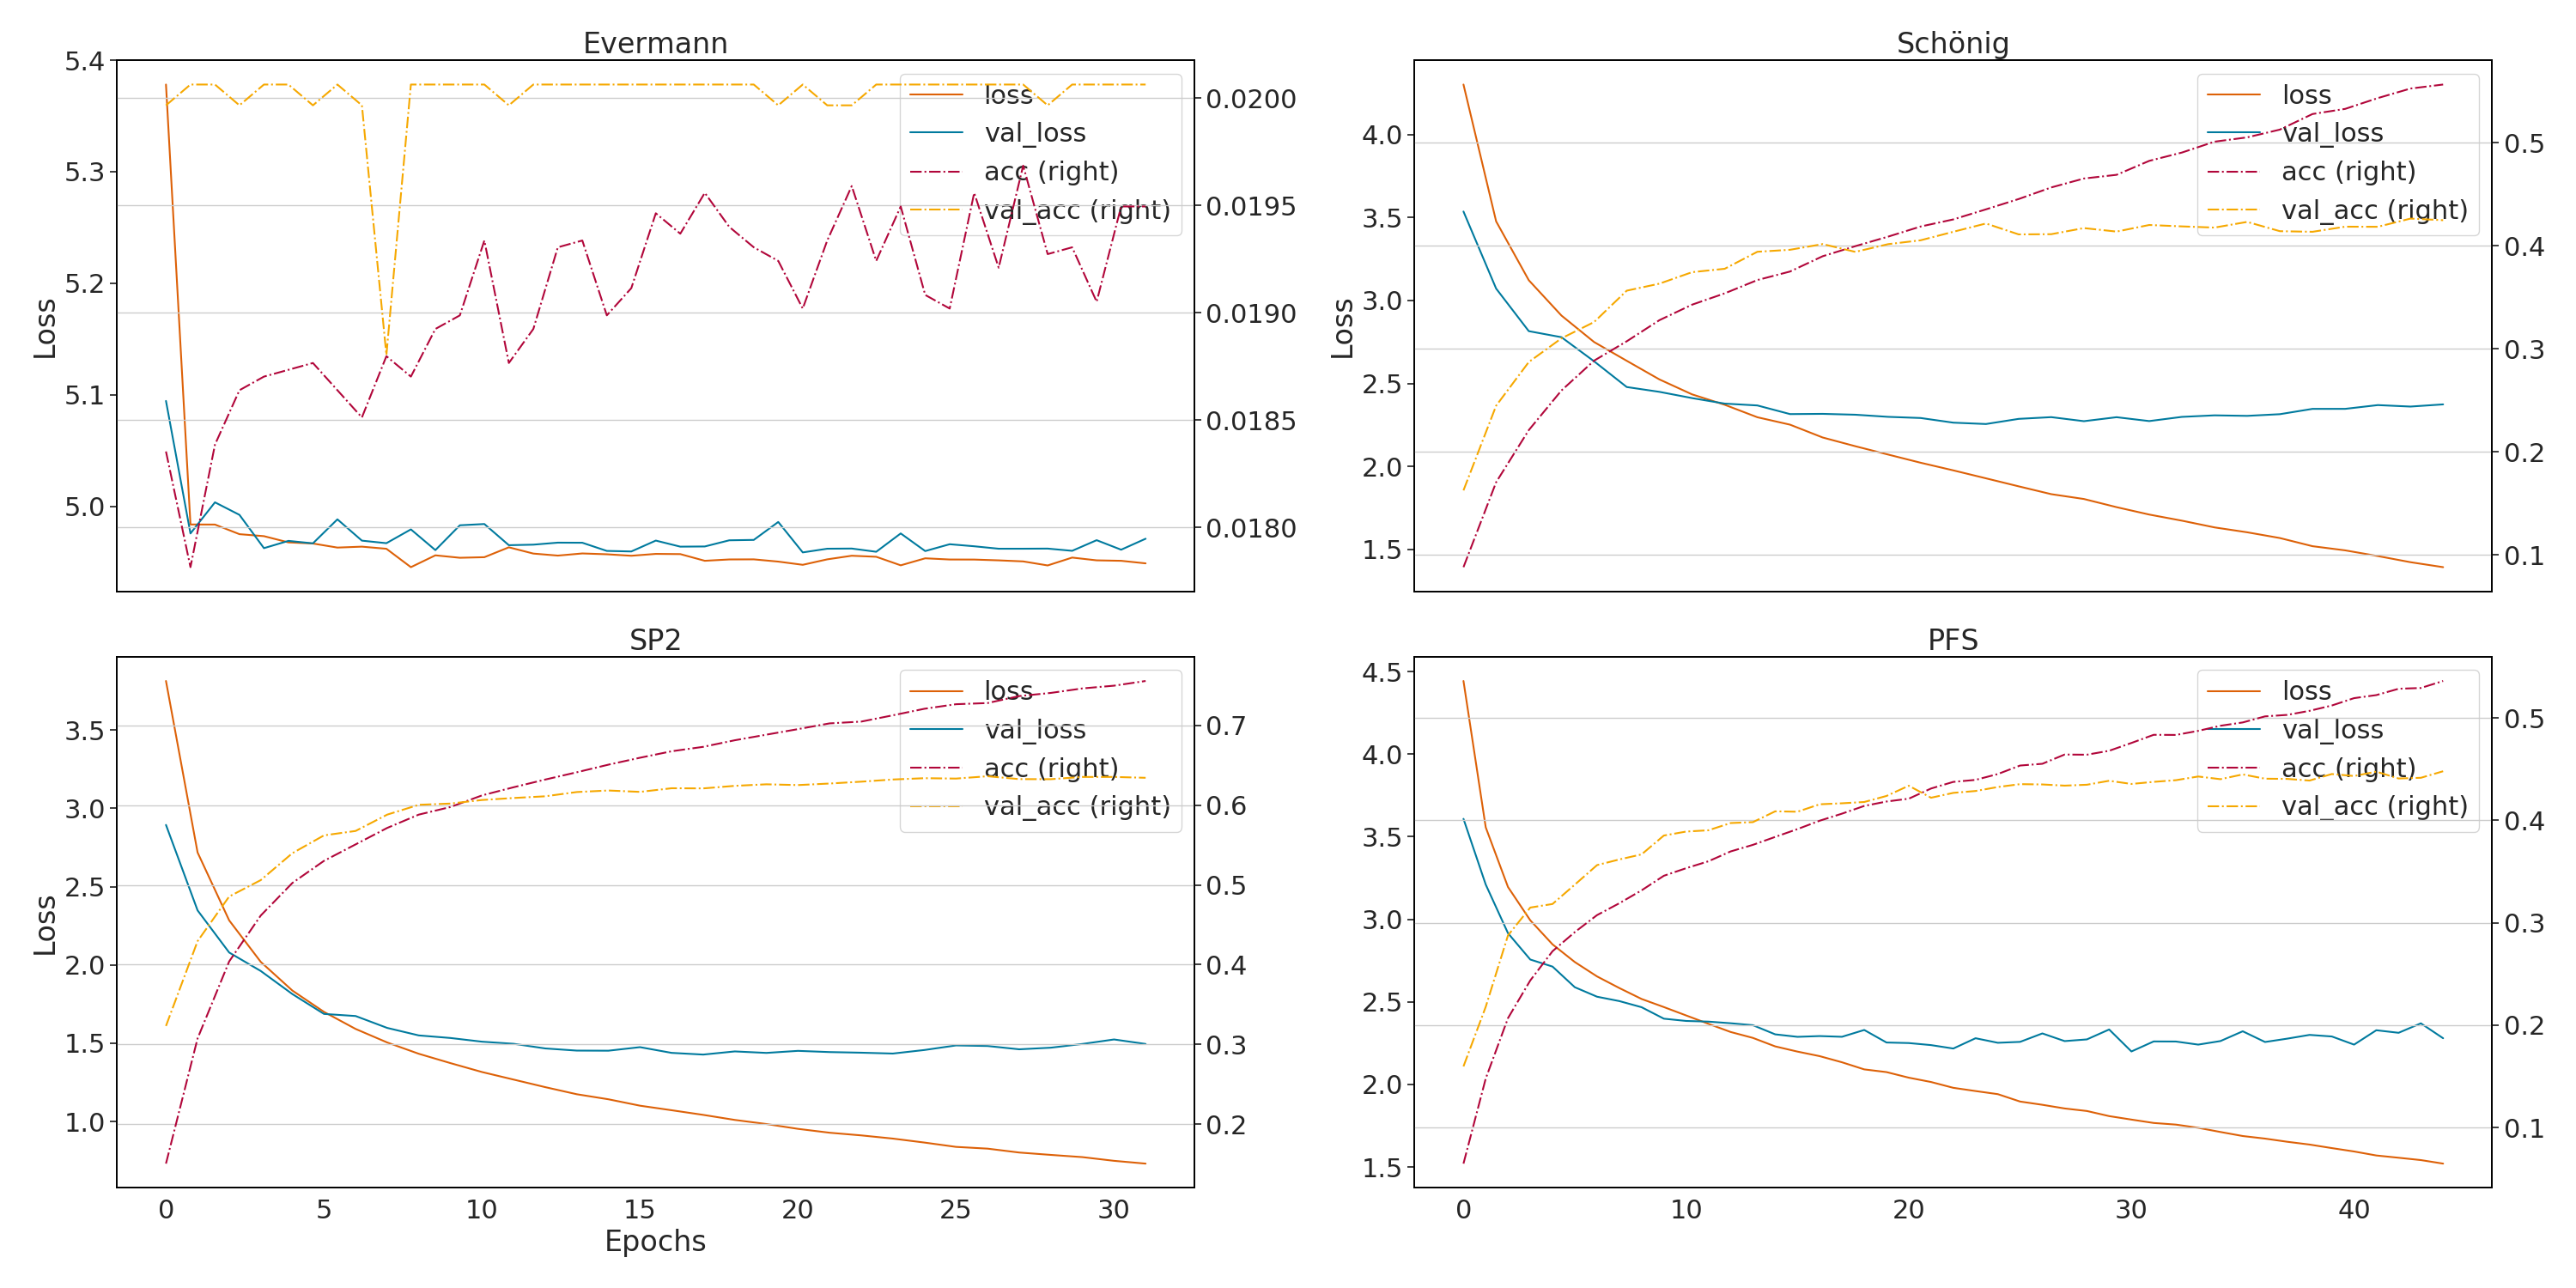 Evermann
5.4
5.3
5.2
5.1
5.0
Loss
0.0200
0.0195
0.0190
0.0185
0.0180
loss
val_loss
acc (right)
val_acc (right)
Schönig
4.0
3.5
3.0
2.5
2.0
1.5
Loss
0.5
0.4
0.3
0.2
0.1
loss
val_loss
acc (right)
val_acc (right)
SP2
3.5
3.0
2.5
2.0
1.5
1.0
Loss
0.7
0.6
0.5
0.4
0.3
0.2
loss
val_loss
acc (right)
val_acc (right)
0 5 10 15 20 25 30
Epochs
PFS
4.5
4.0
3.5
3.0
2.5
2.0
1.5
0.5
0.4
0.3
0.2
0.1
loss
val_loss
acc (right)
val_acc (right)
0 10 20 30 40